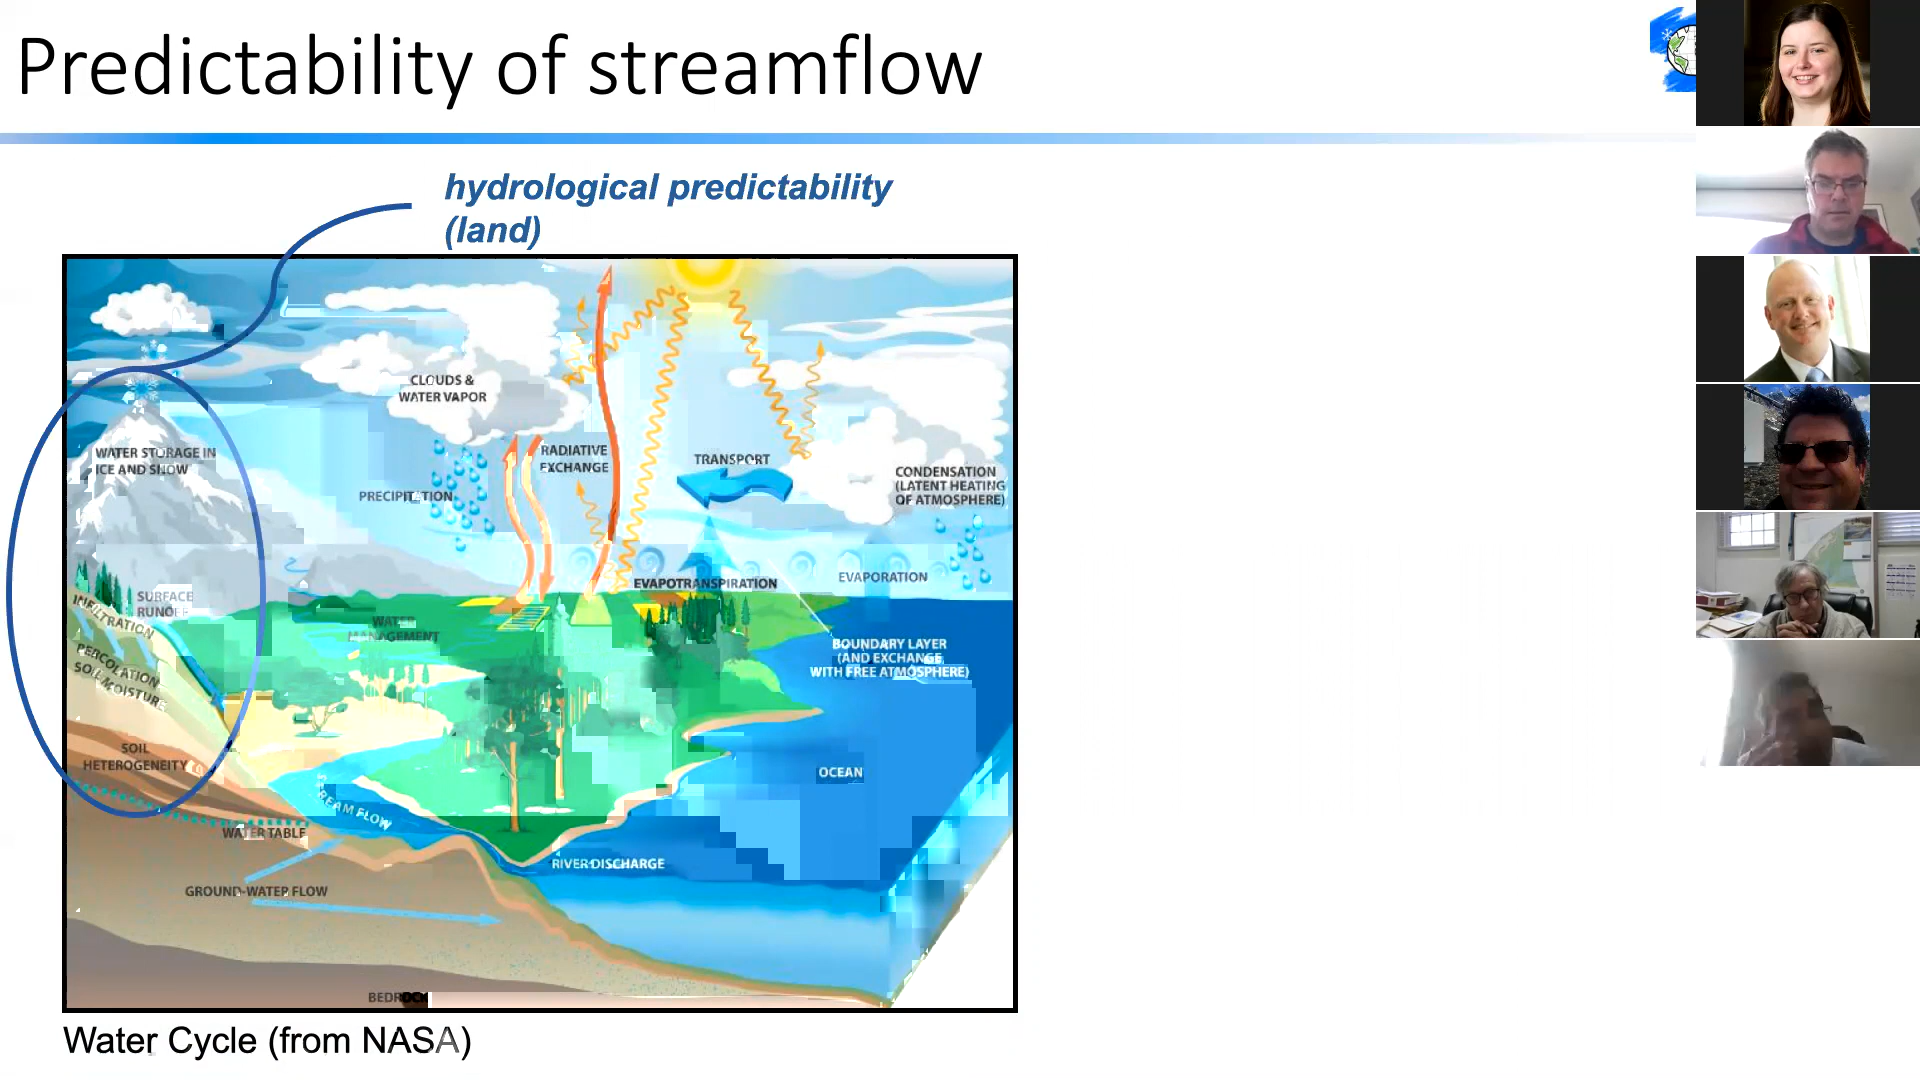 Predictability of streamflow
hydrological predictability
(land)
CLOUDS &
WATER VAPOR
WATER STORAGE IN
ICE AND SNOW
RADIATIVE
EXCHANGE
TRANSPORT
CONDENSATION
(LATENT HEATING
OF ATMOSPHERE)
PRECIPITATION
EVAPOTRANSPIRATION
EVAPORATION
SURFACE
RUNOFF
INFILTRATION
WATER
MANAGEMENT
BOUNDARY LAYER
(AND EXCHANGE
WITH FREE ATMOSPHERE)
PERCOLATION
SOIL MOISTURE
SOIL
HETEROGENEITY
OCEAN
STREAM FLOW
WATER TABLE
RIVER DISCHARGE
GROUND-WATER FLOW
BEDROCK
Water Cycle (from NASA)